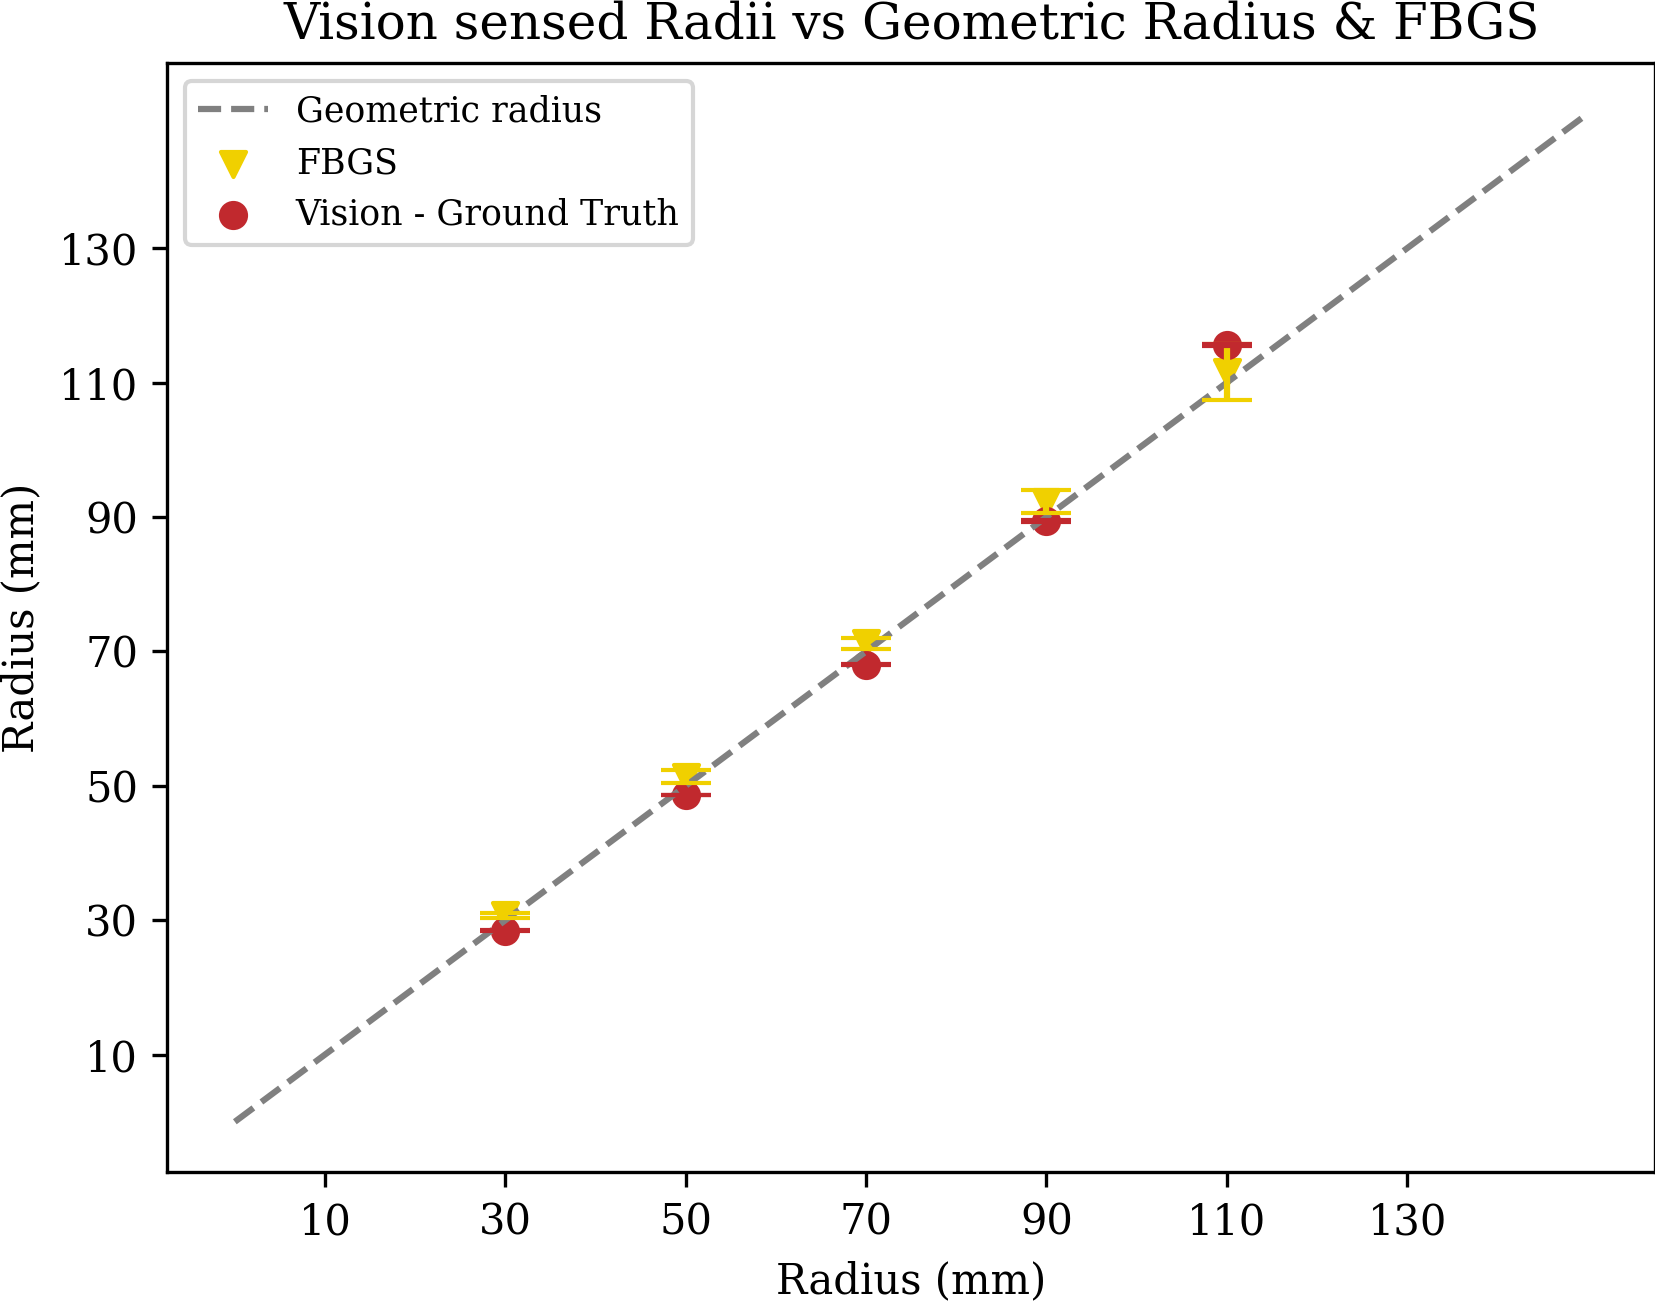 Vision sensed Radii vs Geometric Radius & FBGS
Geometric radius
FBGS
Vision - Ground Truth
130
110
90
70
50
30
10
Radius (mm)
10 30 50 70 90 110 130
Radius (mm)